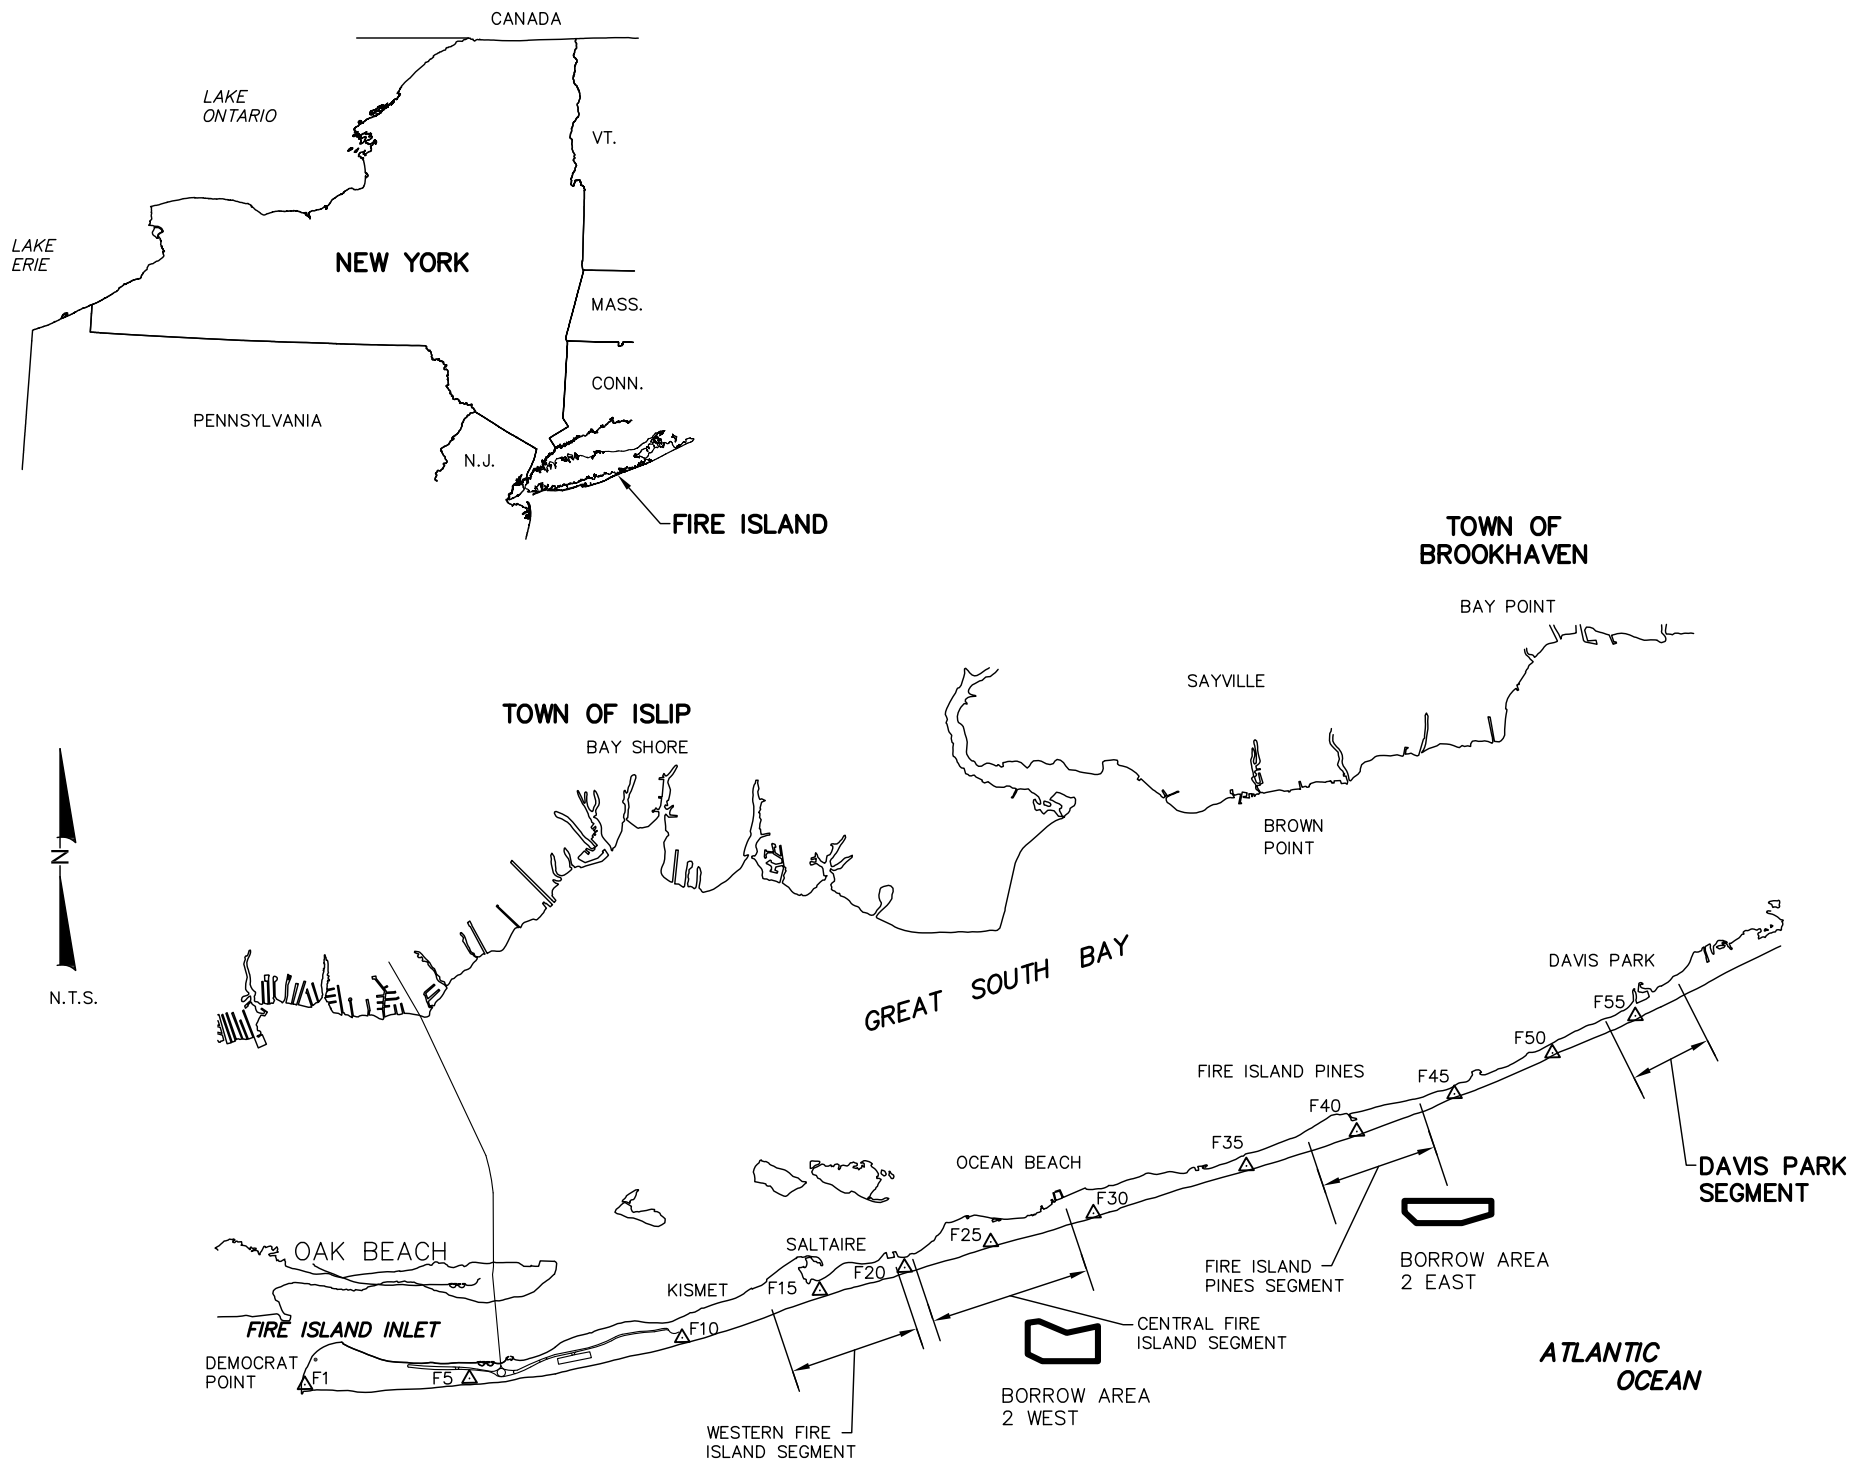 CANADA
LAKE
ONTARIO
VT.
LAKE
ERIE
NEW YORK
MASS.
CONN.
PENNSYLVANIA
N.J.
FIRE ISLAND
TOWN OF
BROOKHAVEN
BAY POINT
SAYVILLE
TOWN OF ISLIP
BAY SHORE
BROWN
POINT
N
N.T.S.
GREAT SOUTH BAY
DAVIS PARK
F55
F50
FIRE ISLAND PINES
F45
F40
F35
OCEAN BEACH
DAVIS PARK
SEGMENT
F30
F25
SALTAIRE
OAK BEACH
F20
F15
KISMET
FIRE ISLAND
PINES SEGMENT
BORROW AREA
2 EAST
FIRE ISLAND INLET
F10
CENTRAL FIRE
ISLAND SEGMENT
DEMOCRAT
POINT
F1
F5
ATLANTIC
OCEAN
BORROW AREA
2 WEST
WESTERN FIRE
ISLAND SEGMENT